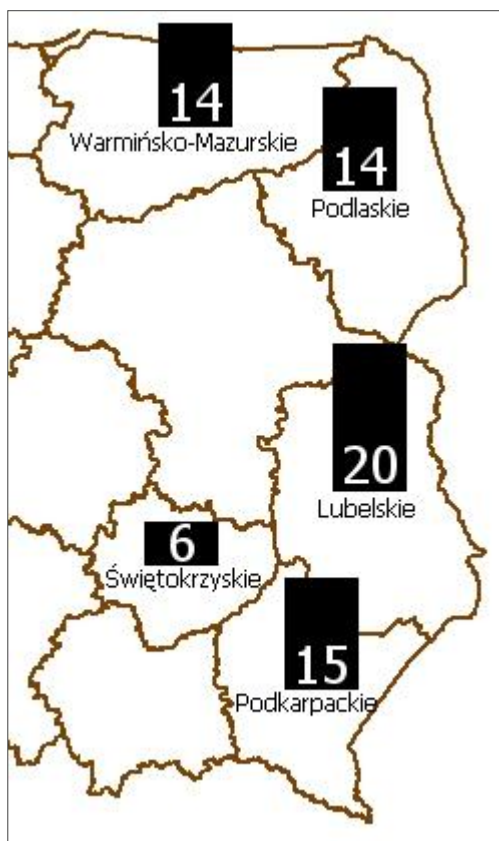 14
Warmińsko-Mazurskie
14
Podlaskie
20
Lubelskie
6
Świętokrzyskie
15
Podkarpackie